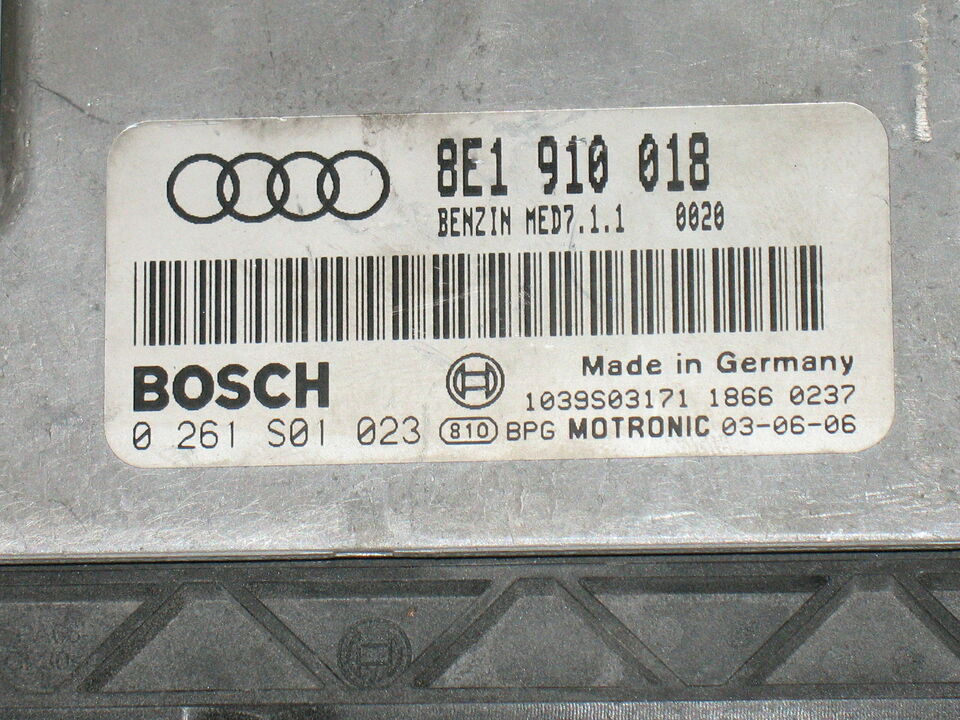 8E1 910 018
BENZIN MED7.1.1 0020
BOSCH
Made in Germany
1039S03171 1866 0237
0 261 S01 023 810 BPG MOTRONIC 03-06-06